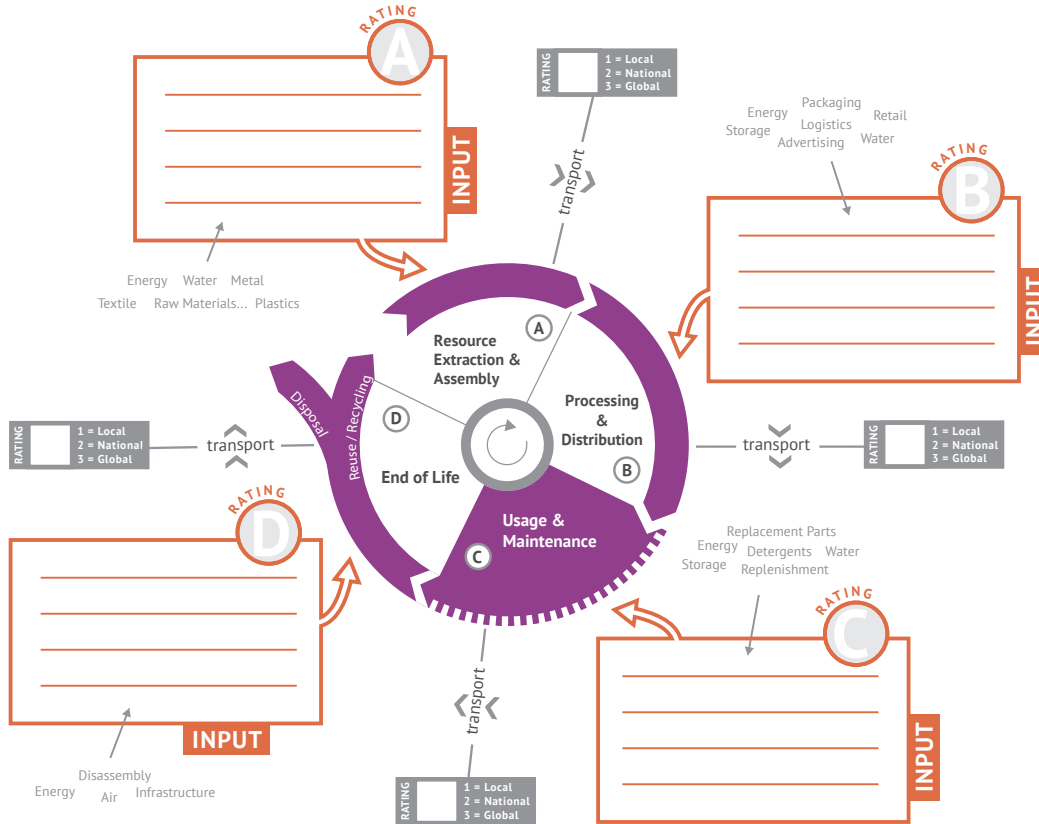 RATING
A
INPUT
Energy Water Metal
Textile Raw Materials... Plastics
RATING
1 = Local
2 = National
3 = Global
transport
Packaging
Energy Retail
Logistics
Storage Water
Advertising
RATING
B
INPUT
A
Resource
Extraction &
Assembly
Processing
&
Distribution
B
Usage &
Maintenance
C
End of Life
D
Reuse / Recycling
Disposal
RATING
1 = Local
2 = National
3 = Global
transport
transport
RATING
1 = Local
2 = National
3 = Global
RATING
D
INPUT
Disassembly
Energy Infrastructure
Air
transport
RATING
1 = Local
2 = National
3 = Global
Replacement Parts
Energy
Detergents Water
Storage
Replenishment
RATING
C
INPUT